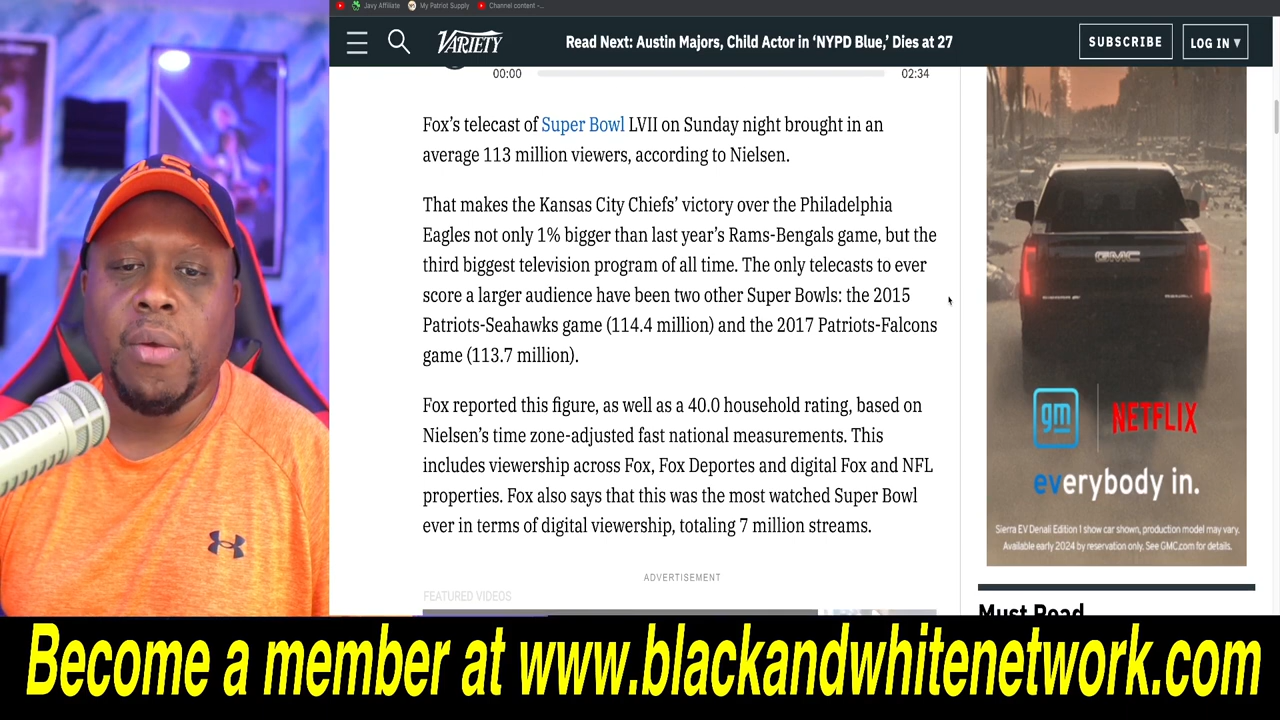 Javy Affiliate
My Patriot Supply
Channel content -...
VARIETY
Read Next: Austin Majors, Child Actor in ‘NYPD Blue,’ Dies at 27
SUBSCRIBE
LOG IN ▾
00:00
02:34
Fox’s telecast of Super Bowl LVII on Sunday night brought in an
average 113 million viewers, according to Nielsen.
That makes the Kansas City Chiefs’ victory over the Philadelphia
Eagles not only 1% bigger than last year’s Rams-Bengals game, but the
third biggest television program of all time. The only telecasts to ever
score a larger audience have been two other Super Bowls: the 2015
Patriots-Seahawks game (114.4 million) and the 2017 Patriots-Falcons
game (113.7 million).
Fox reported this figure, as well as a 40.0 household rating, based on
Nielsen’s time zone-adjusted fast national measurements. This
includes viewership across Fox, Fox Deportes and digital Fox and NFL
properties. Fox also says that this was the most watched Super Bowl
ever in terms of digital viewership, totaling 7 million streams.
ADVERTISEMENT
FEATURED VIDEOS
GMC
gm
NETFLIX
everybody in.
Sierra EV Denali Edition 1 show car shown, production model may vary.
Available early 2024 by reservation only. See GMC.com for details.
Must Read
Become a member at www.blackandwhitenetwork.com